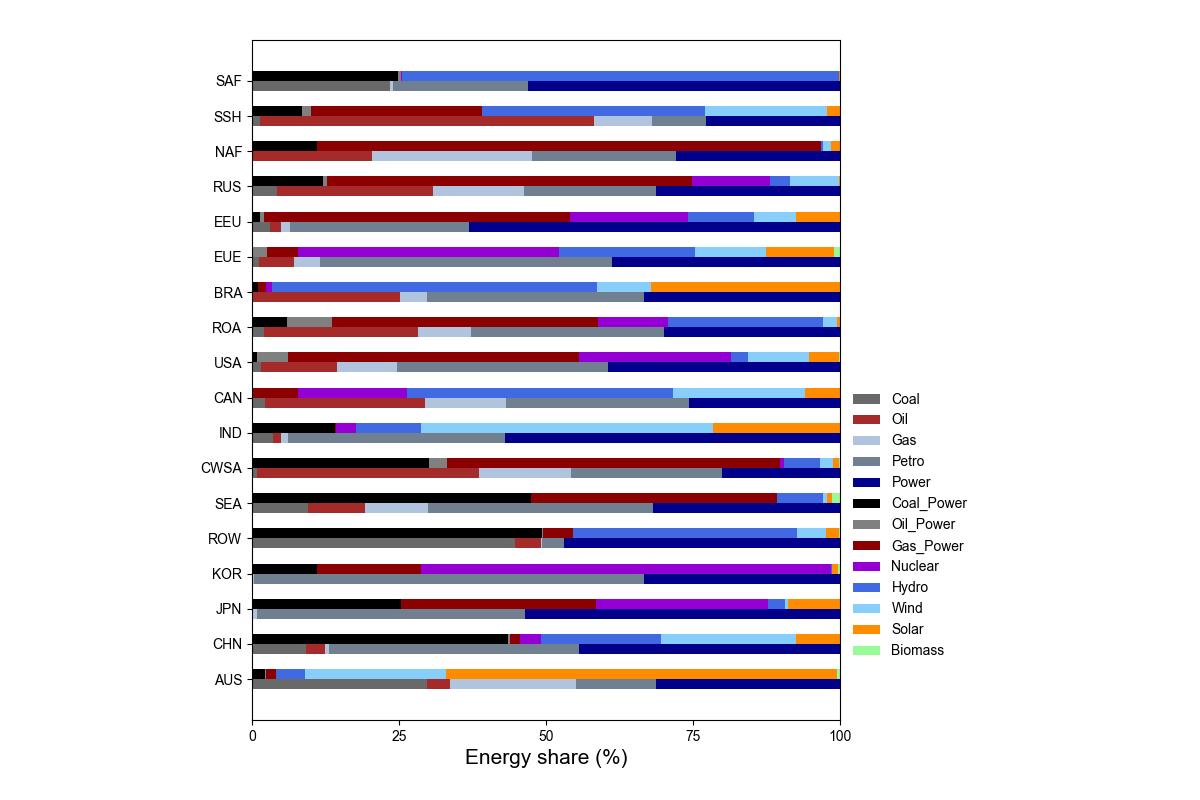 SAF
SSH
NAF
RUS
EEU
EUE
BRA
ROA
USA
CAN
IND
CWSA
SEA
ROW
KOR
JPN
CHN
AUS
0 25 50 75 100
Energy share (%)
Coal
Oil
Gas
Petro
Power
Coal_Power
Oil_Power
Gas_Power
Nuclear
Hydro
Wind
Solar
Biomass